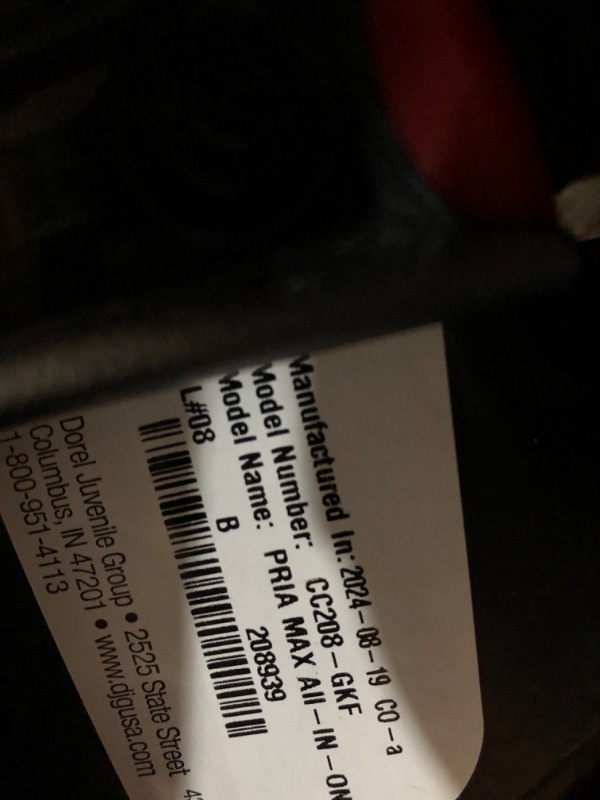 Manufactured In: 2024-08-19 CO-a
Model Number: CC208-GKF
Model Name: PRIA MAX All-IN-ON
L#08 B 208939
Dorel Juvenile Group • 2525 State Street
Columbus, IN 47201 • www.djgusa.com
1-800-951-4113